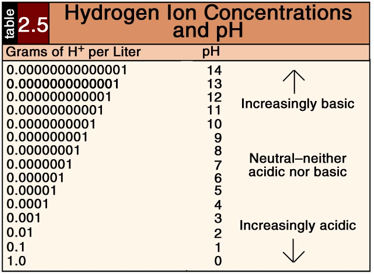 table 2.5 Hydrogen Ion Concentrations
and pH
Grams of H+ per Liter pH
0.00000000000001 14
0.0000000000001 13
0.000000000001 12
Increasingly basic
0.00000000001 11
0.0000000001 10
0.000000001 9
0.00000001 8
Neutral–neither
0.0000001 7
acidic nor basic
0.000001 6
0.00001 5
0.0001 4
0.001 3
Increasingly acidic
0.01 2
0.1 1
1.0 0